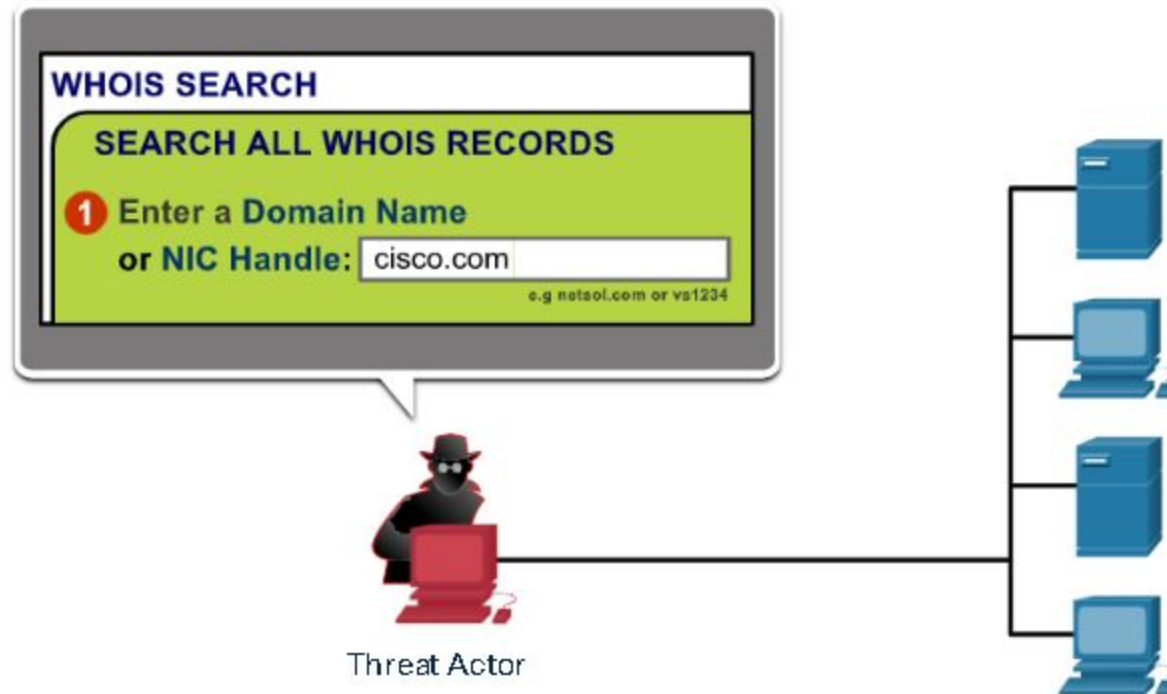 WHOIS SEARCH
SEARCH ALL WHOIS RECORDS
1 Enter a Domain Name
or NIC Handle: cisco.com
e.g netsol.com or vs1234
Threat Actor